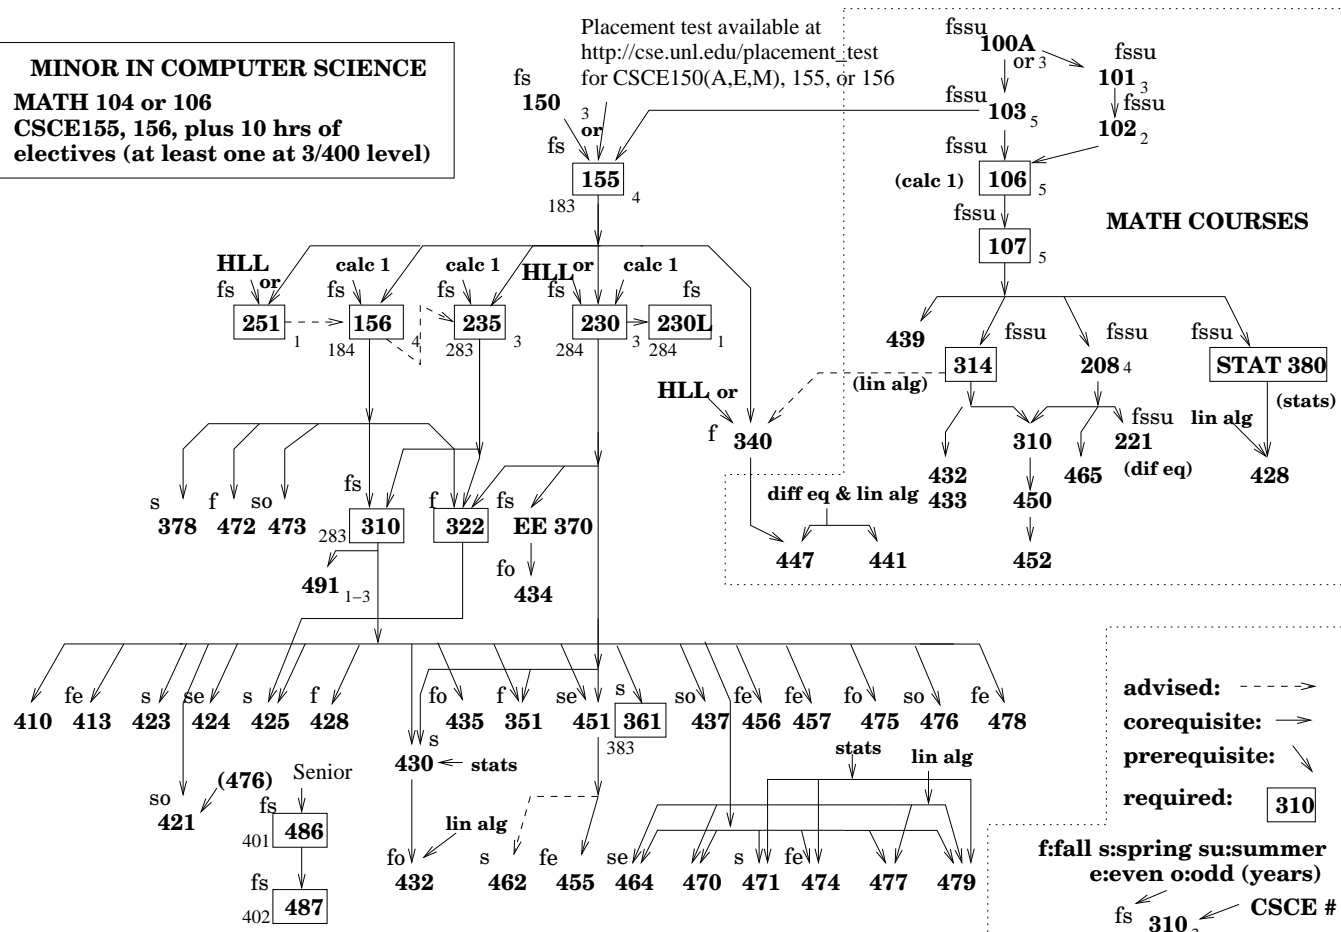 Placement test available at
http://cse.unl.edu/placement_test
for CSCE150(A,E,M), 155, or 156
MINOR IN COMPUTER SCIENCE
MATH 104 or 106
CSCE155, 156, plus 10 hrs of
electives (at least one at 3/400 level)
fs
150
3
or
fs
155
183 4
fssu
100A
or 3
fssu
101 3
fssu
103 5
fssu
102 2
fssu
(calc 1) 106 5
fssu
107 5
MATH COURSES
HLL
or
fs
251 1
calc 1
fs
156
184 4
calc 1
fs
235
283 3
HLL or calc 1
fs
230
284 3
fs
230L
284 1
439
fssu
314
(lin alg)
fssu
208 4
fssu
STAT 380
(stats)
HLL or
f
340
310
fssu
221
(dif eq)
lin alg
428
432
433
450
465
452
diff eq & lin alg
447 441
s
378
f
472
so
473
fs
310
283
f
322
fs
EE 370
491 1–3
fo
434
410
fe
413
s
423
se
424
s
425
f
428
fo
435
f
351
se
451
s
361
383
so
437
fe
456
fe
457
fo
475
so
476
fe
478
s
430 stats
stats
lin alg
so
421
(476)
Senior
fs
486
401
fs
487
402
lin alg
fo
432
s
462
fe
455
se
464
470
s
471
fe
474
477
479
advised:
corequisite:
prerequisite:
required: 310
f:fall s:spring su:summer
e:even o:odd (years)
fs
310 CSCE #